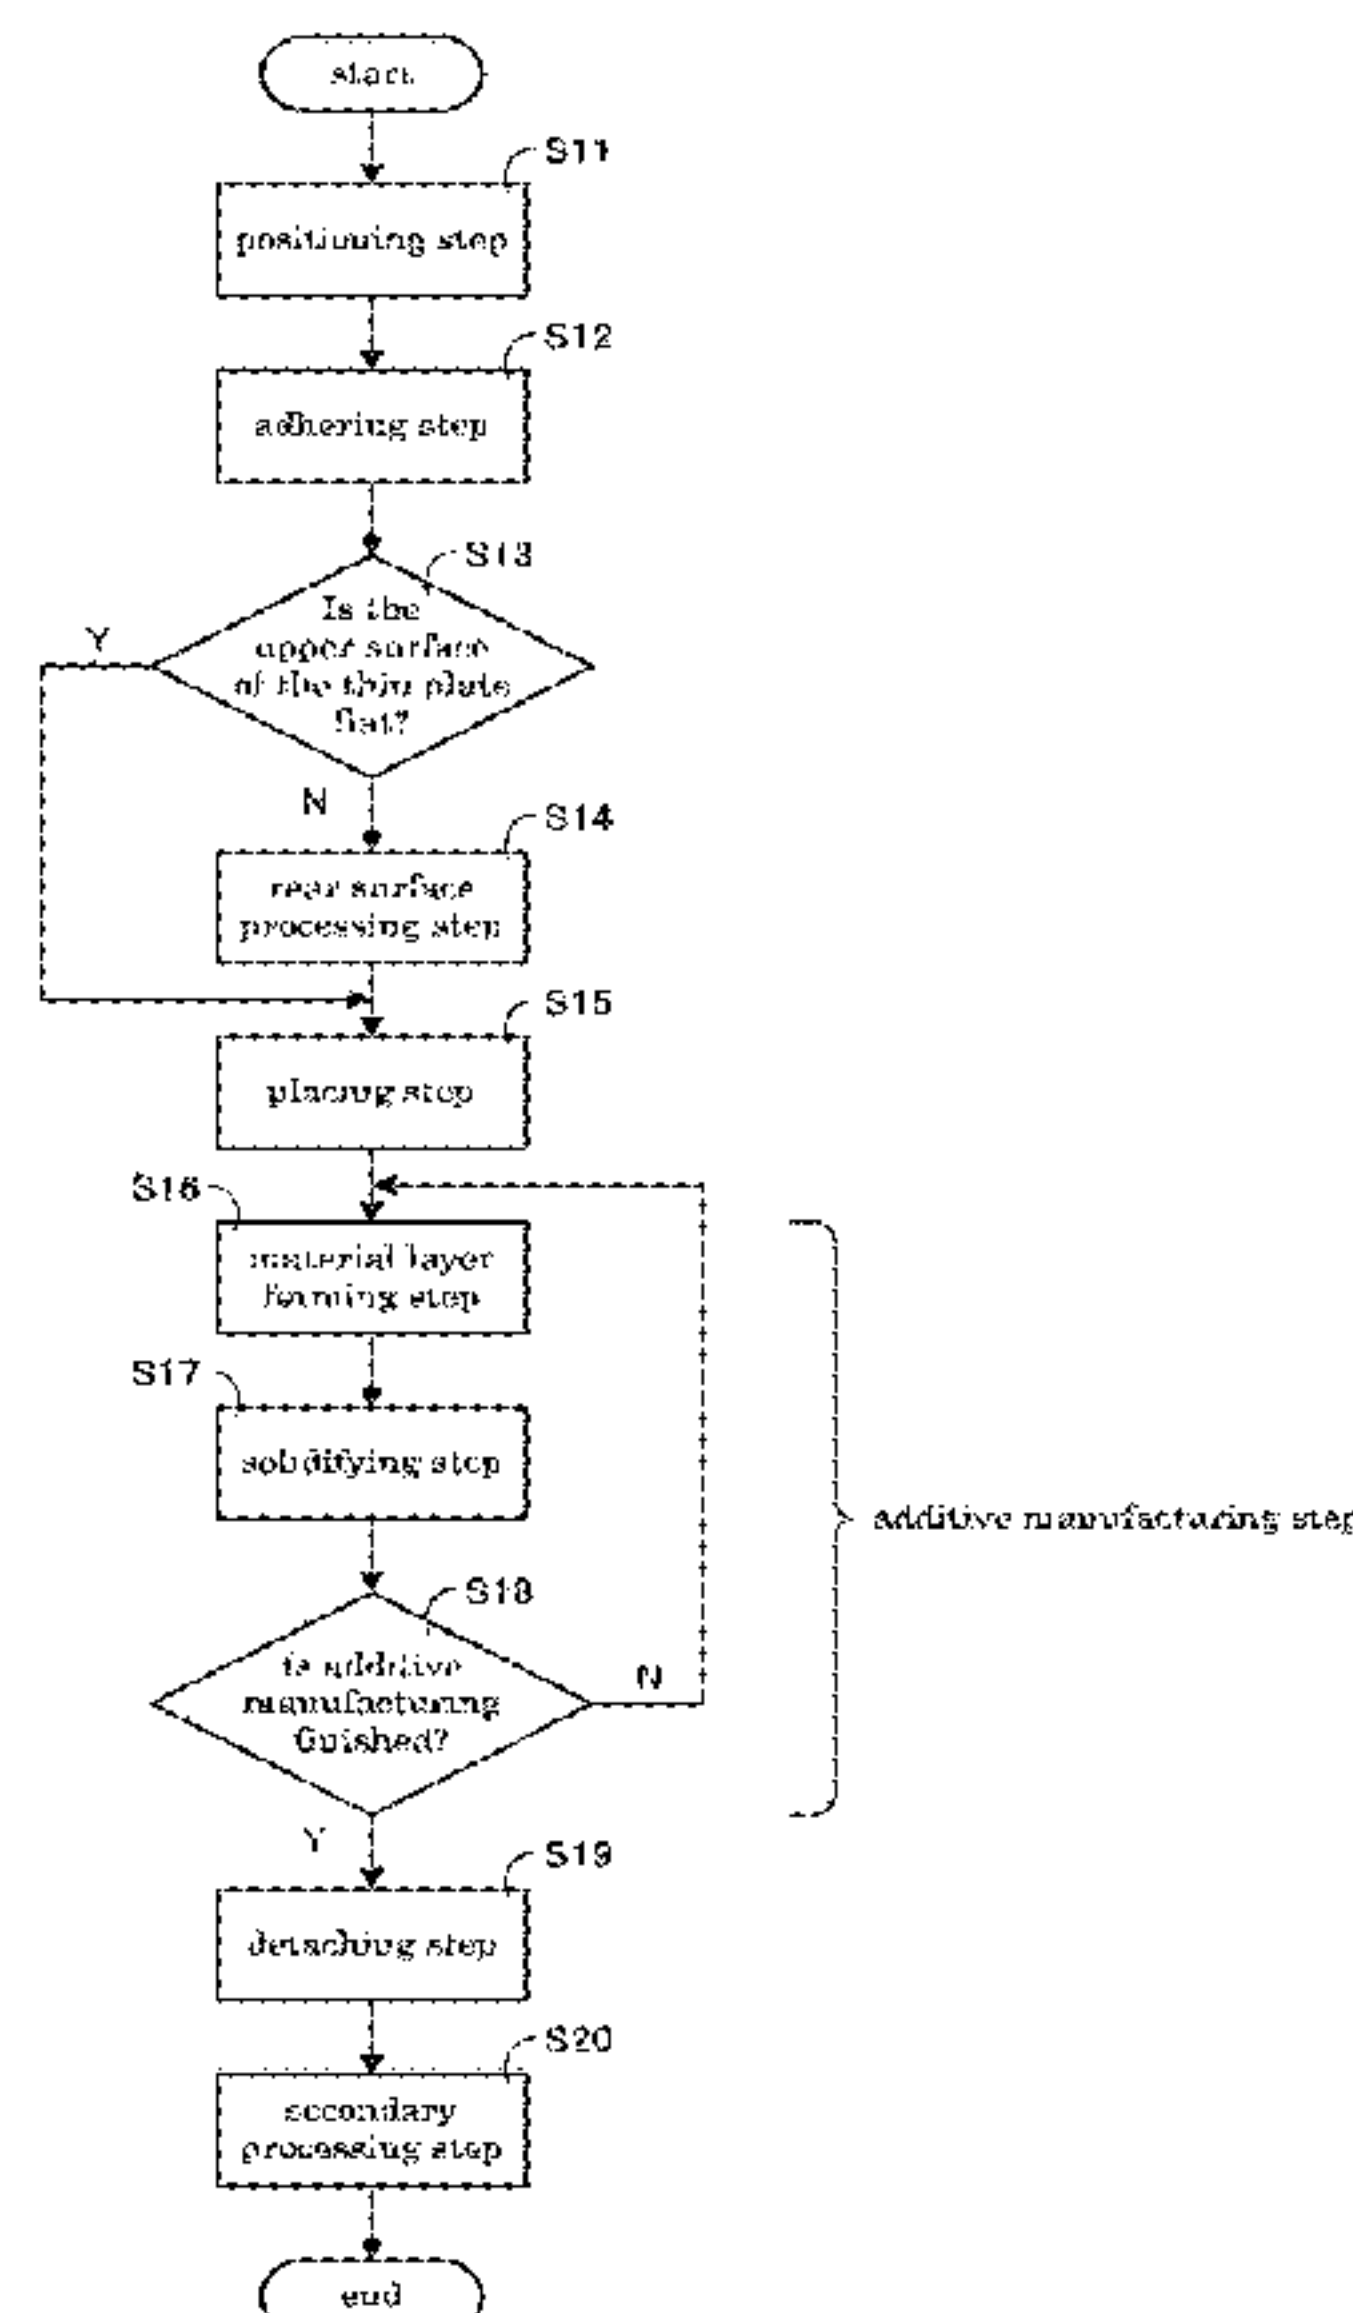 start
S11
positioning step
S12
adhering step
S13
Is the
upper surface
of the thin plate
flat?
Y
N
S14
rear surface
processing step
S15
placing step
S16
material layer
forming step
S17
solidifying step
additive manufacturing step
S18
is additive
manufacturing
finished?
N
Y
S19
detaching step
S20
secondary
processing step
end